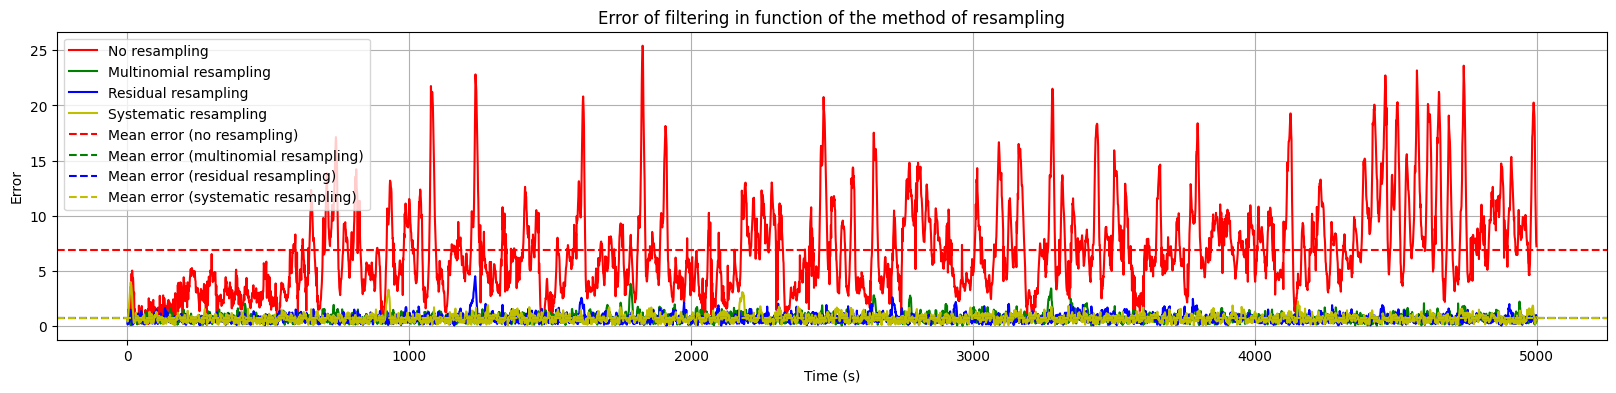 Error of filtering in function of the method of resampling
No resampling
Multinomial resampling
Residual resampling
Systematic resampling
Mean error (no resampling)
Mean error (multinomial resampling)
Mean error (residual resampling)
Mean error (systematic resampling)
Error
25
20
15
10
5
0
0 1000 2000 3000 4000 5000
Time (s)